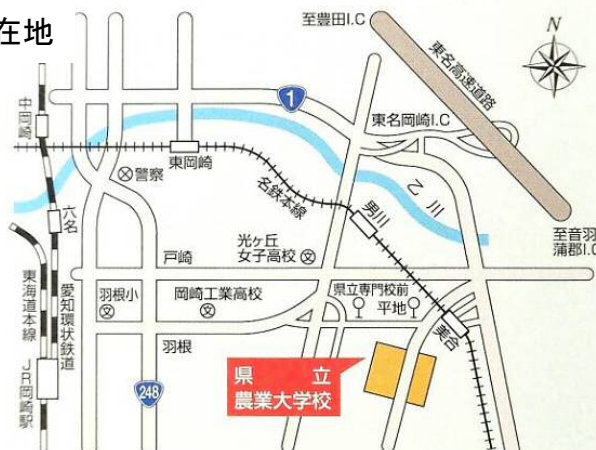 在地
至豊田I.C
N
東名高速道路
1
中岡崎
東名岡崎I.C
東岡崎
警察
乙川
名鉄本線
男川
六名
至音羽
蒲郡I.C
光ヶ丘
女子高校
戸崎
東海道本線
愛知環状鉄道
羽根小
岡崎工業高校
県立専門校前
平地
美合
羽根
JR岡崎駅
248
県立
農業大学校